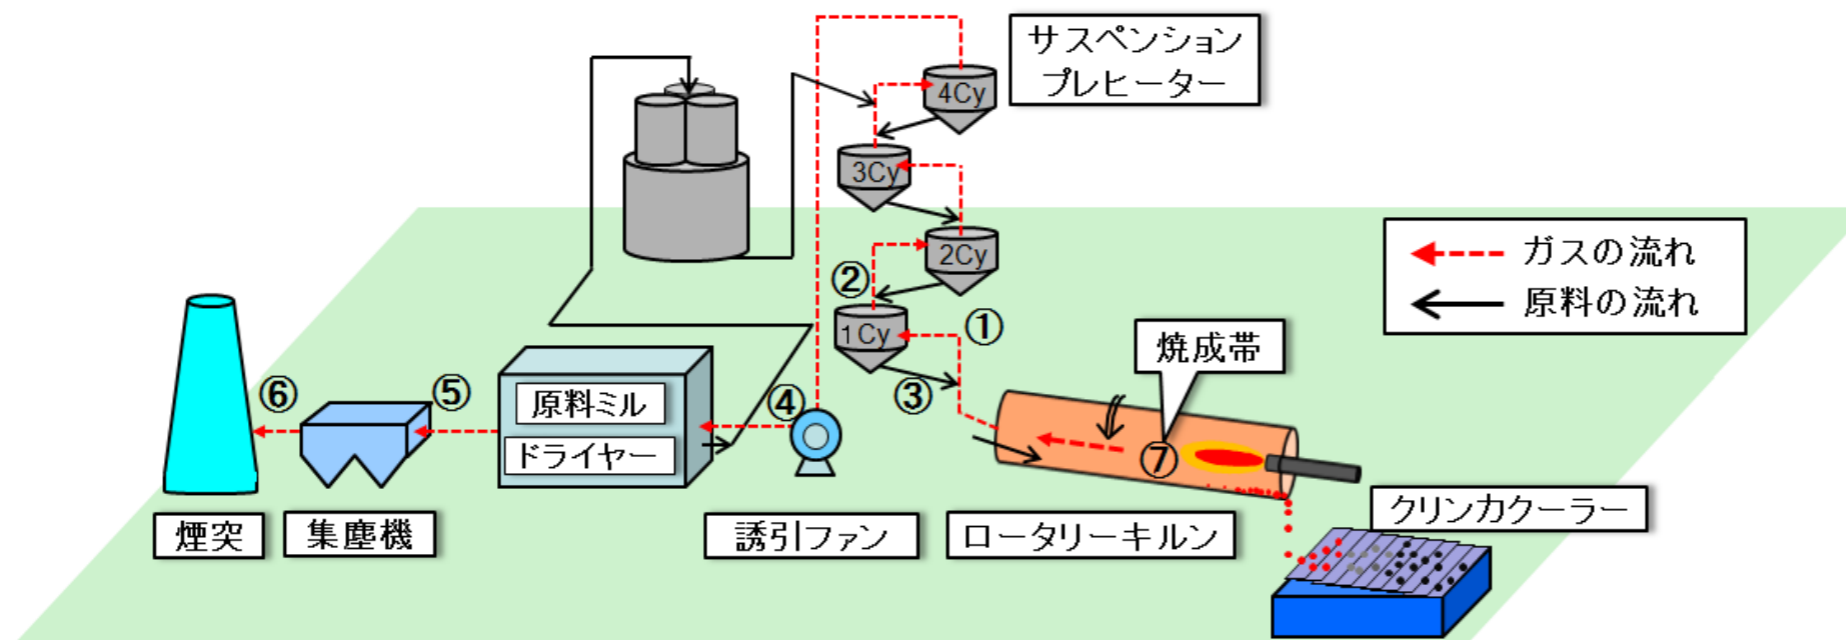 サスペンション
プレヒーター
4Cy
3Cy
2Cy
②
1Cy
①
③
ガスの流れ
原料の流れ
焼成帯
⑦
⑥
⑤
原料ミル
ドライヤー
④
煙突
集塵機
誘引ファン
ロータリーキルン
クリンカクーラー